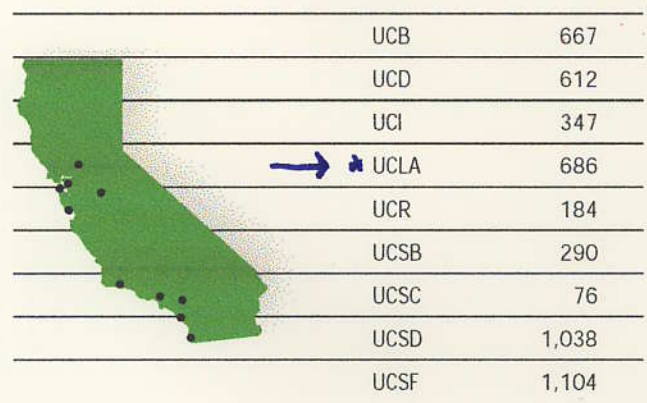 UCB 667
UCD 612
UCI 347
* UCLA 686
UCR 184
UCSB 290
UCSC 76
UCSD 1,038
UCSF 1,104